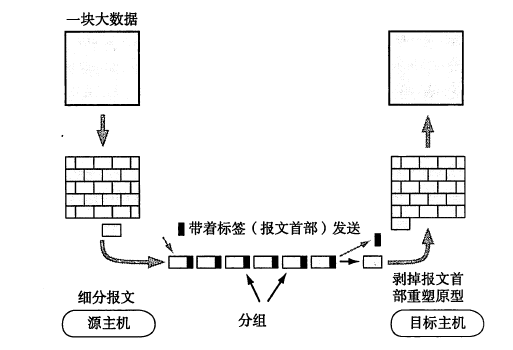 一块大数据
带着标签（报文首部）发送
细分报文
源主机
分组
剥掉报文首
部重塑原型
目标主机